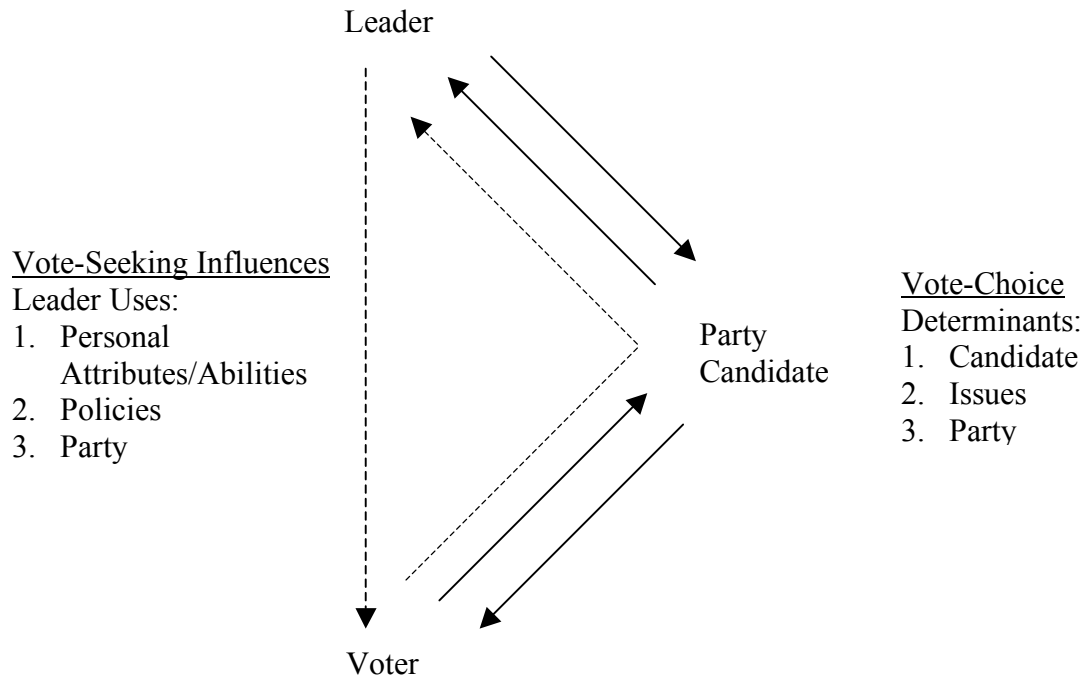 Leader
Vote-Seeking Influences
Leader Uses:
1. Personal
Attributes/Abilities
2. Policies
3. Party
Party
Candidate
Vote-Choice
Determinants:
1. Candidate
2. Issues
3. Party
Voter